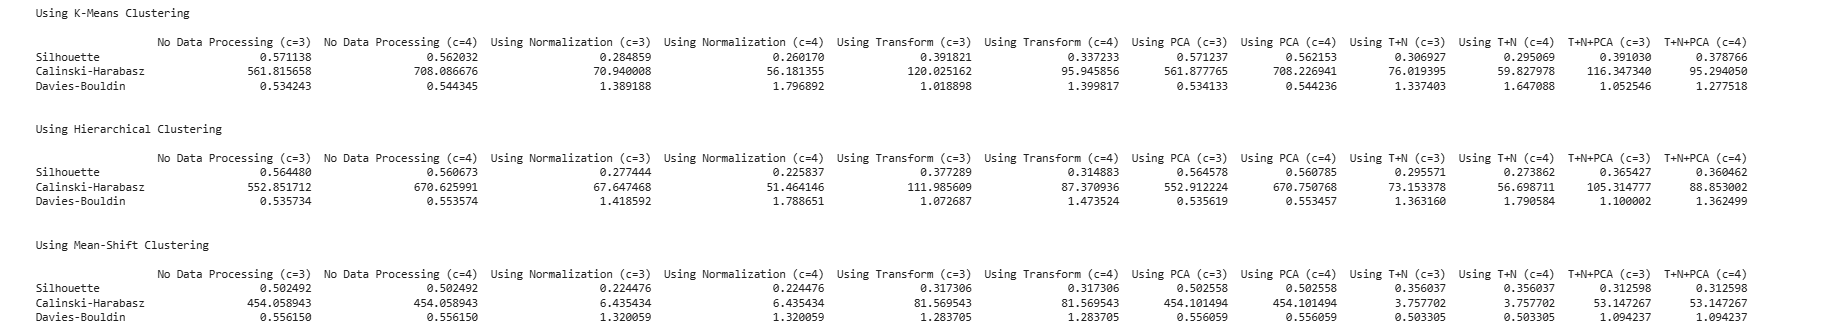 Using K-Means Clustering
No Data Processing (c=3) No Data Processing (c=4) Using Normalization (c=3) Using Normalization (c=4) Using Transform (c=3) Using Transform (c=4) Using PCA (c=3) Using PCA (c=4) Using T+N (c=3) Using T+N (c=4) T+N+PCA (c=3) T+N+PCA (c=4)
Silhouette 0.571138 0.562032 0.284859 0.260170 0.391821 0.337233 0.571237 0.562153 0.306927 0.295069 0.391030 0.378766
Calinski-Harabasz 561.815658 708.086676 70.940008 56.181355 120.025162 95.945856 561.877765 708.226941 76.019395 59.827978 116.347340 95.294050
Davies-Bouldin 0.534243 0.544345 1.389188 1.796892 1.018898 1.399817 0.534133 0.544236 1.337403 1.647088 1.052546 1.277518
Using Hierarchical Clustering
No Data Processing (c=3) No Data Processing (c=4) Using Normalization (c=3) Using Normalization (c=4) Using Transform (c=3) Using Transform (c=4) Using PCA (c=3) Using PCA (c=4) Using T+N (c=3) Using T+N (c=4) T+N+PCA (c=3) T+N+PCA (c=4)
Silhouette 0.564480 0.560673 0.277444 0.225837 0.377289 0.314883 0.564578 0.560785 0.295571 0.273862 0.365427 0.360462
Calinski-Harabasz 552.851712 670.625991 67.647468 51.464146 111.985609 87.370936 552.912224 670.750768 73.153378 56.698711 105.314777 88.853002
Davies-Bouldin 0.535734 0.553574 1.418592 1.788651 1.072687 1.473524 0.535619 0.553457 1.363160 1.790584 1.100002 1.362499
Using Mean-Shift Clustering
No Data Processing (c=3) No Data Processing (c=4) Using Normalization (c=3) Using Normalization (c=4) Using Transform (c=3) Using Transform (c=4) Using PCA (c=3) Using PCA (c=4) Using T+N (c=3) Using T+N (c=4) T+N+PCA (c=3) T+N+PCA (c=4)
Silhouette 0.502492 0.502492 0.224476 0.224476 0.317306 0.317306 0.502558 0.502558 0.356037 0.356037 0.312598 0.312598
Calinski-Harabasz 454.058943 454.058943 6.435434 6.435434 81.569543 81.569543 454.101494 454.101494 3.757702 3.757702 53.147267 53.147267
Davies-Bouldin 0.556150 0.556150 1.320059 1.320059 1.283705 1.283705 0.556059 0.556059 0.503305 0.503305 1.094237 1.094237